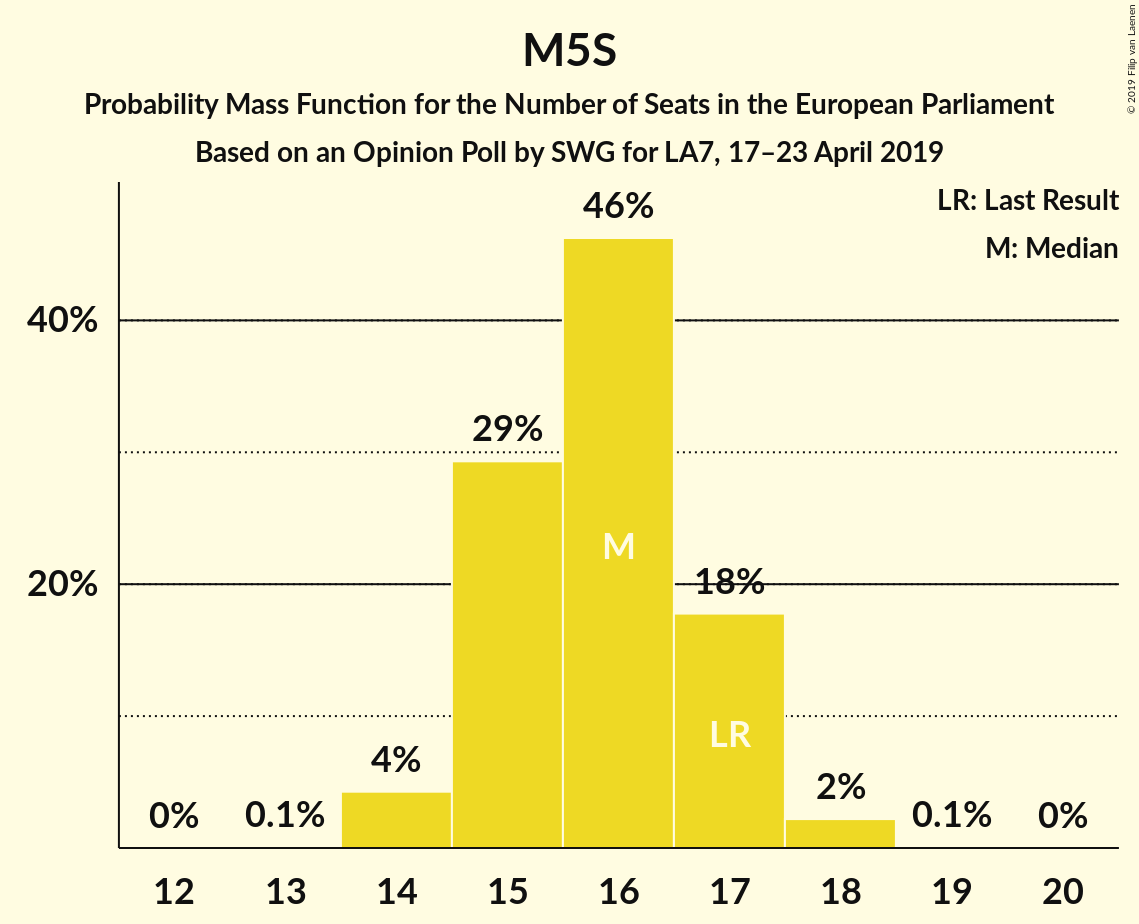 M5S
Probability Mass Function for the Number of Seats in the European Parliament
Based on an Opinion Poll by SWG for LA7, 17–23 April 2019
© 2019 Filip van Laenen
LR: Last Result
M: Median
46%
40%
29%
M
18%
20%
LR
4%
2%
0%
0.1%
0.1%
0%
12 13 14 15 16 17 18 19 20